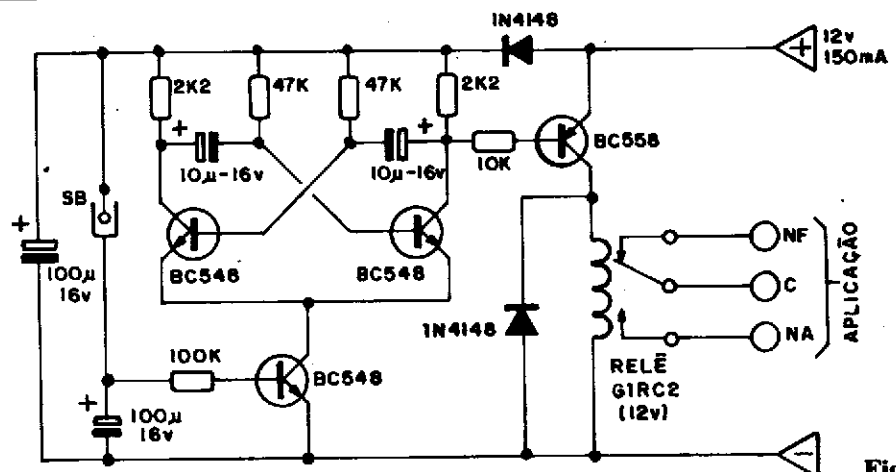 1N4148
12v
150mA
2K2
47K
47K
2K2
+
10µ-16v
+
10µ-16v
10K
BC558
SB
+
100µ
16v
BC548
BC548
NF
C
NA
APLICAÇÃO
1N4148
RELÊ
G1RC2
(12v)
100K
BC548
+
100µ
16v